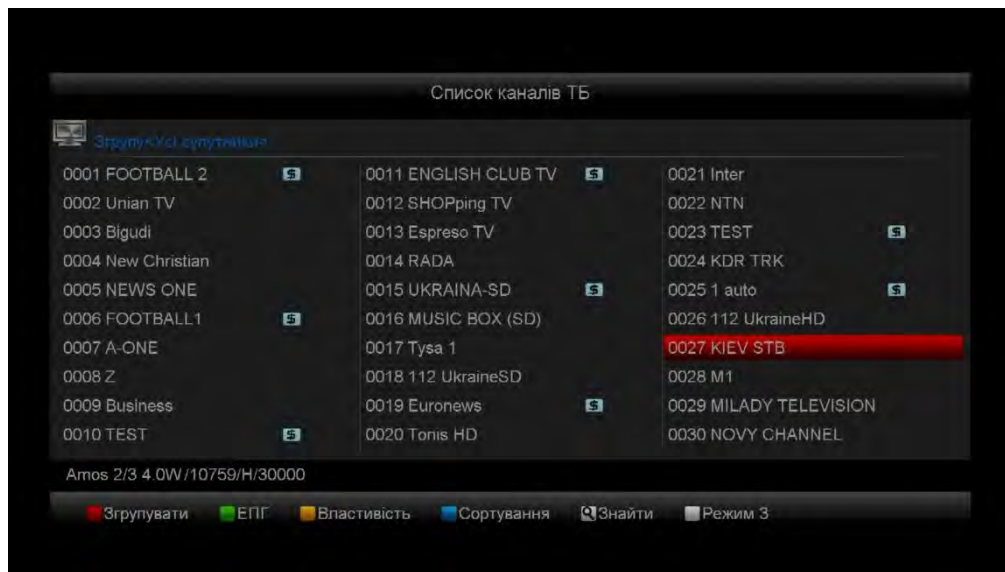 Список каналів ТБ
Згрупу<Усі супутники>
0001 FOOTBALL 2 $
0002 Unian TV
0003 Bigudi
0004 New Christian
0005 NEWS ONE
0006 FOOTBALL1 $
0007 A-ONE
0008 Z
0009 Business
0010 TEST $
0011 ENGLISH CLUB TV $
0012 SHOPping TV
0013 Espreso TV
0014 RADA
0015 UKRAINA-SD $
0016 MUSIC BOX (SD)
0017 Tysa 1
0018 112 UkraineSD
0019 Euronews $
0020 Tonis HD
0021 Inter
0022 NTN
0023 TEST $
0024 KDR TRK
0025 1 auto $
0026 112 UkraineHD
0027 KIEV STB
0028 M1
0029 MILADY TELEVISION
0030 NOVY CHANNEL
Amos 2/3 4.0W /10759/H/30000
Згрупувати ЕПГ Властивість Сортування Знайти Режим 3